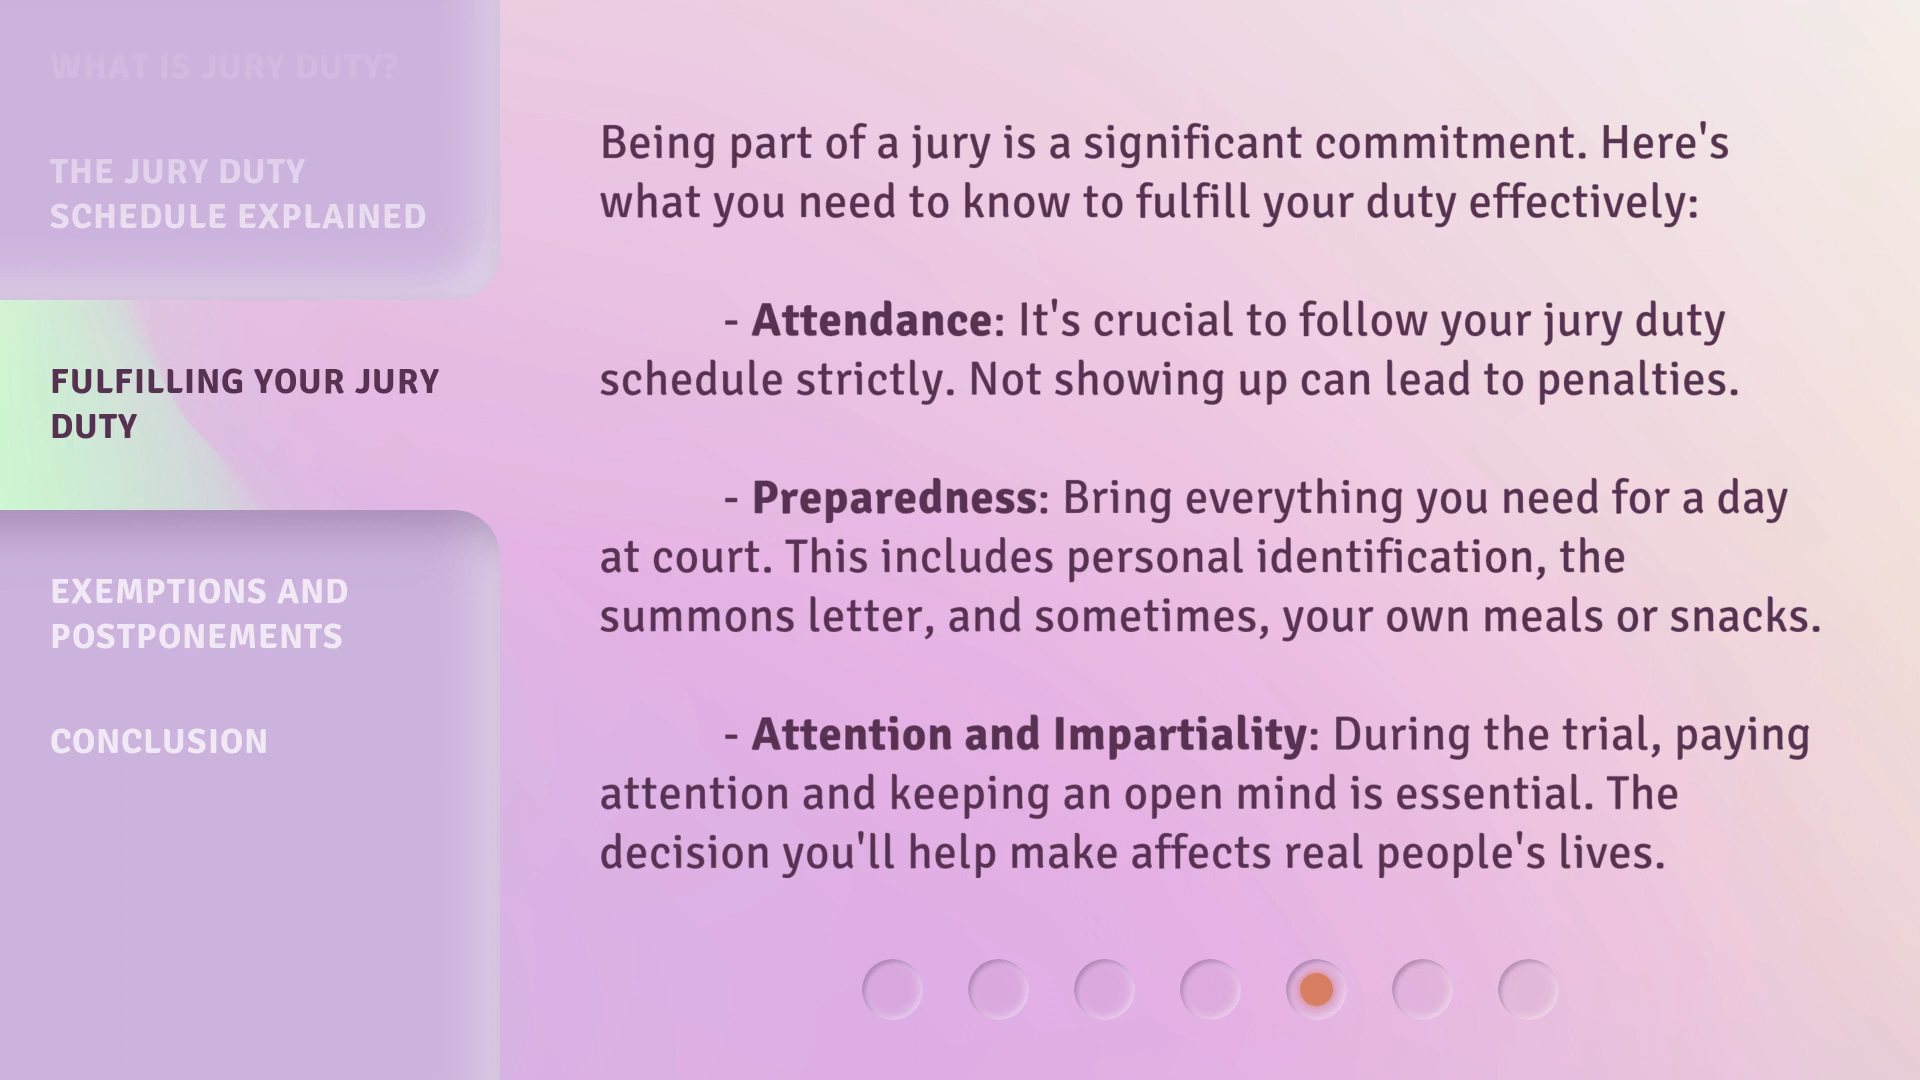 WHAT IS JURY DUTY?
THE JURY DUTY
SCHEDULE EXPLAINED
FULFILLING YOUR JURY
DUTY
EXEMPTIONS AND
POSTPONEMENTS
CONCLUSION
Being part of a jury is a significant commitment. Here's
what you need to know to fulfill your duty effectively:
- Attendance: It's crucial to follow your jury duty
schedule strictly. Not showing up can lead to penalties.
- Preparedness: Bring everything you need for a day
at court. This includes personal identification, the
summons letter, and sometimes, your own meals or snacks.
- Attention and Impartiality: During the trial, paying
attention and keeping an open mind is essential. The
decision you'll help make affects real people's lives.